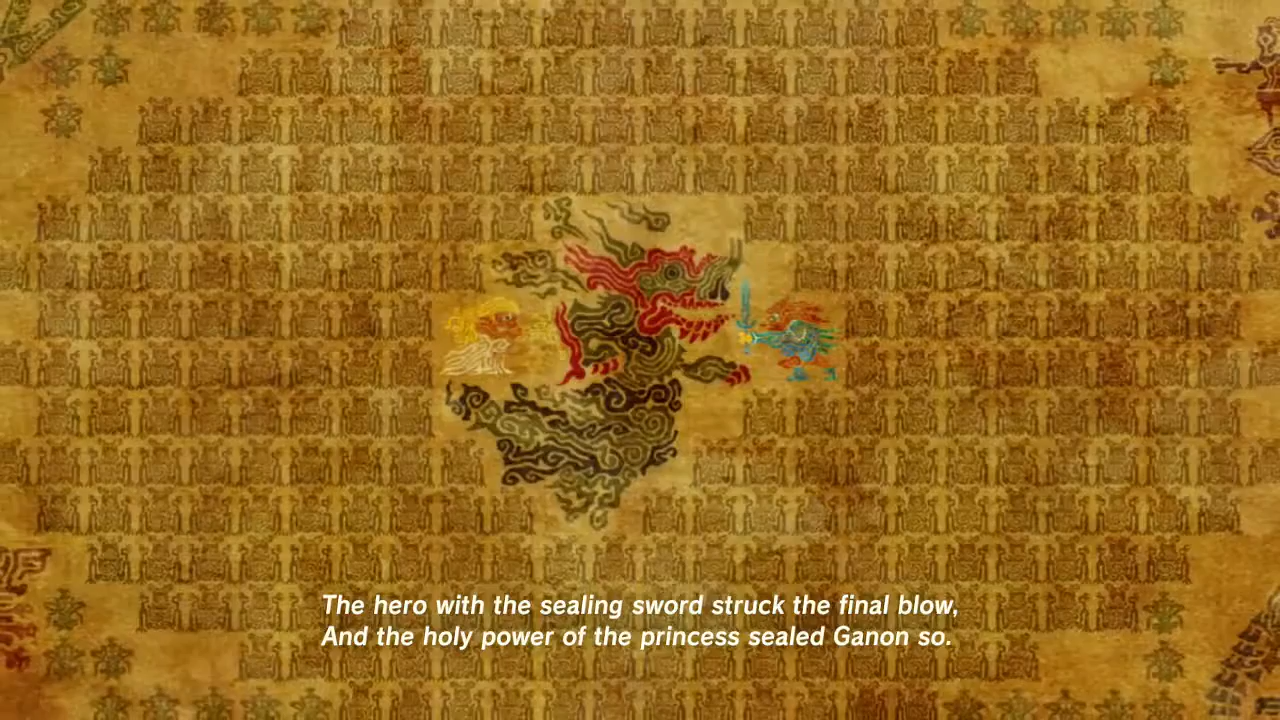 The hero with the sealing sword struck the final blow,
And the holy power of the princess sealed Ganon so.